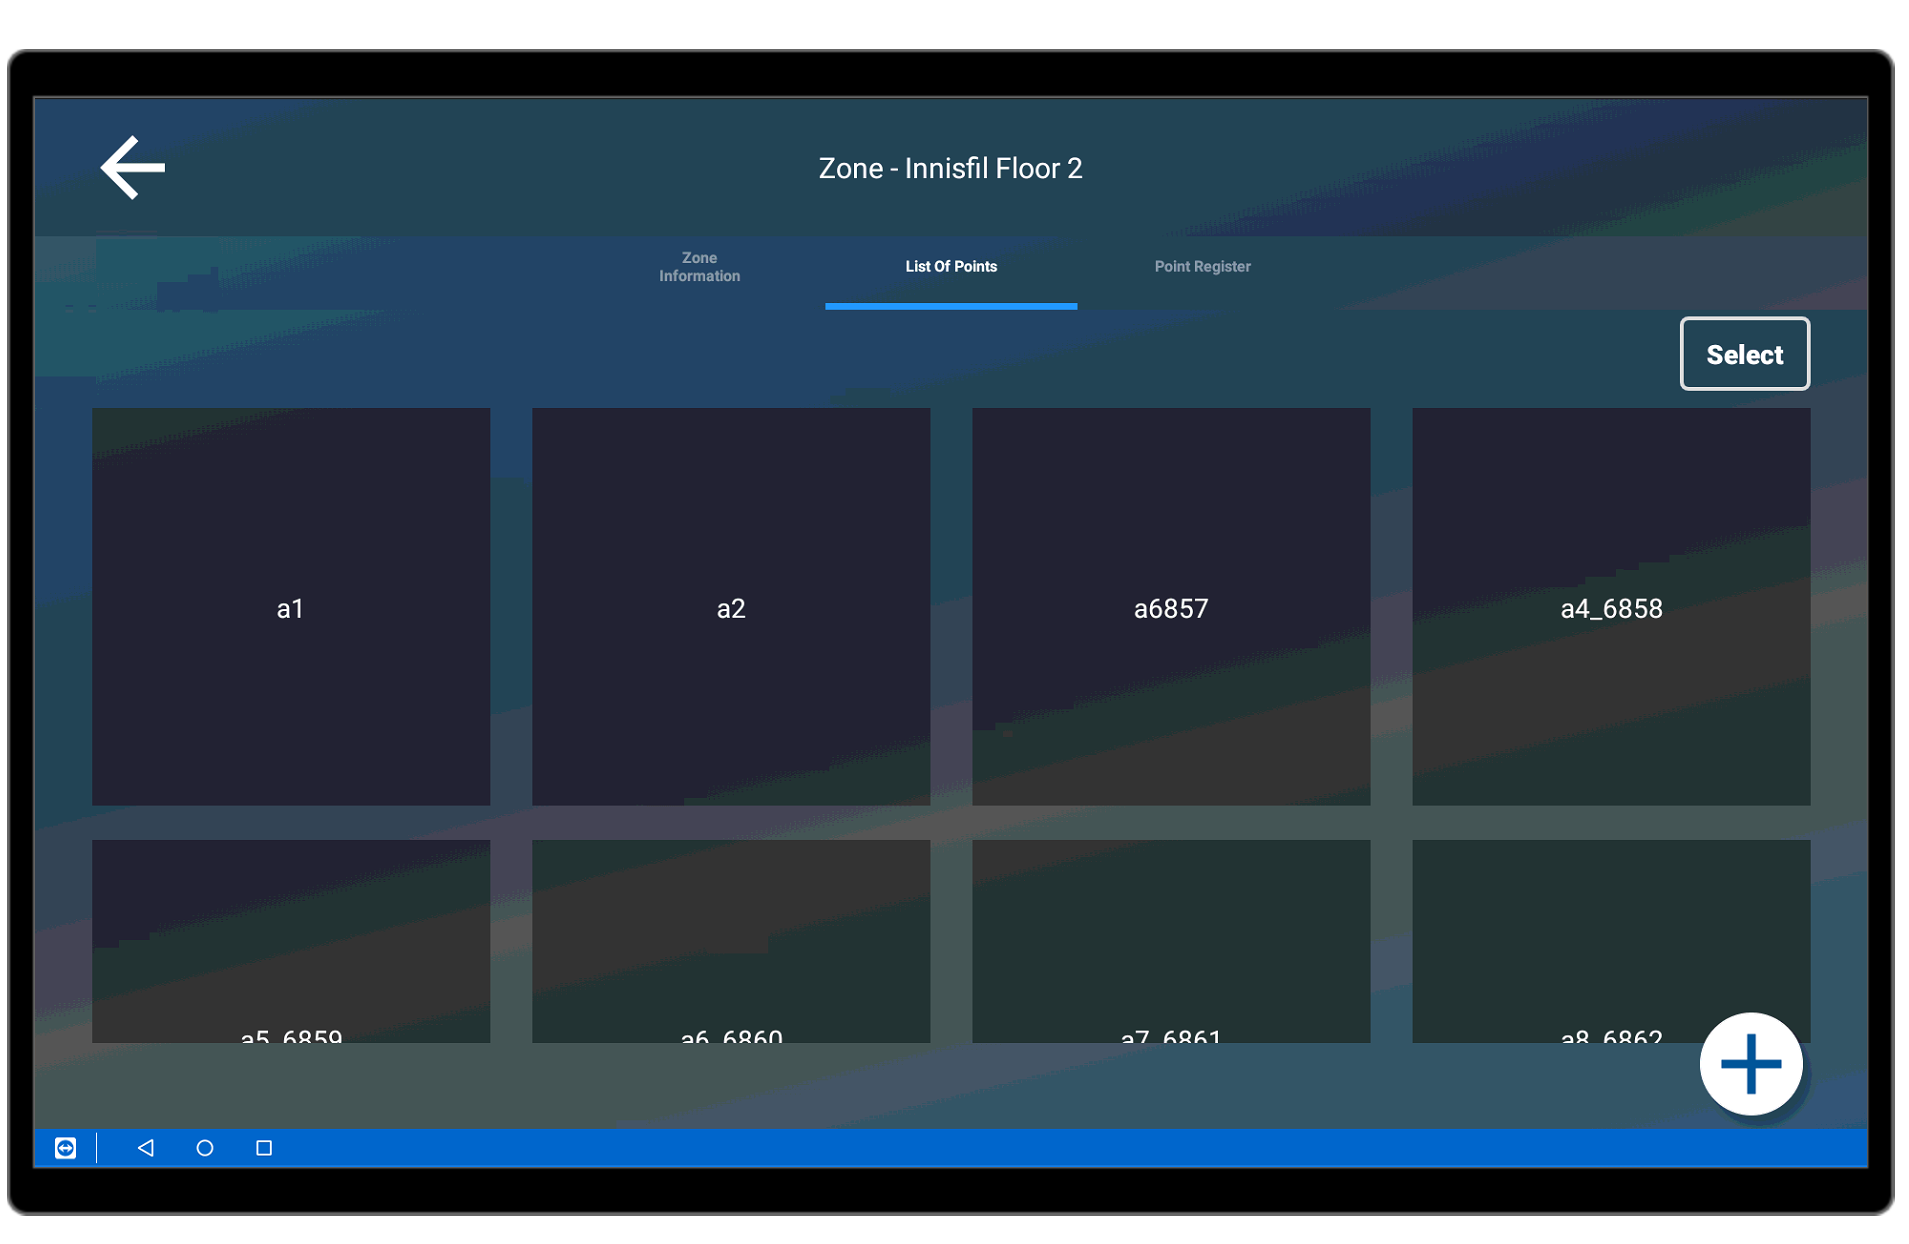 Zone - Innisfil Floor 2
Zone
Information
List Of Points
Point Register
Select
a1
a2
a6857
a4_6858
a5_6859
a6_6860
a7_6861
a8_6862